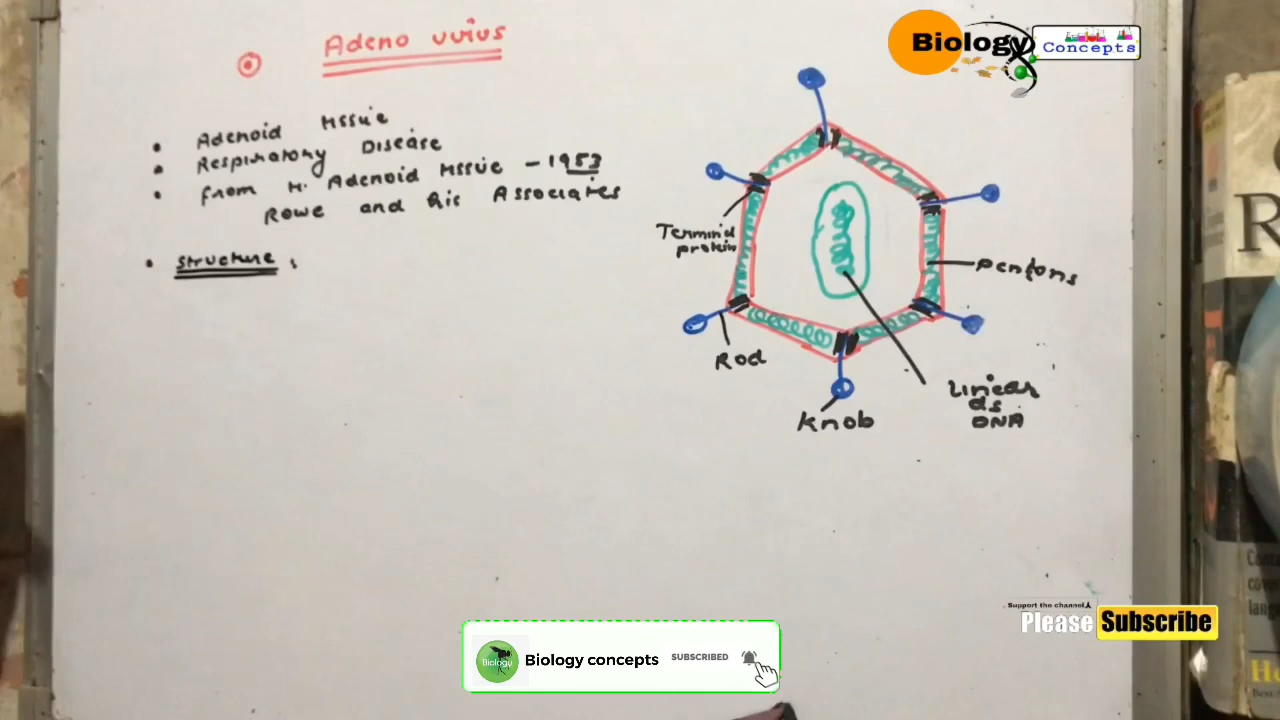 Adeno virus
Adenoid tissue
Respiratory Disease
from H. Adenoid tissue - 1953
Rowe and his Associates
structure :
Terminal protein
Rod
Knob
pentons
Linear
ds
DNA
Biology
Concepts
R
Support the channel
Please Subscribe
Biology
Biology concepts
SUBSCRIBED